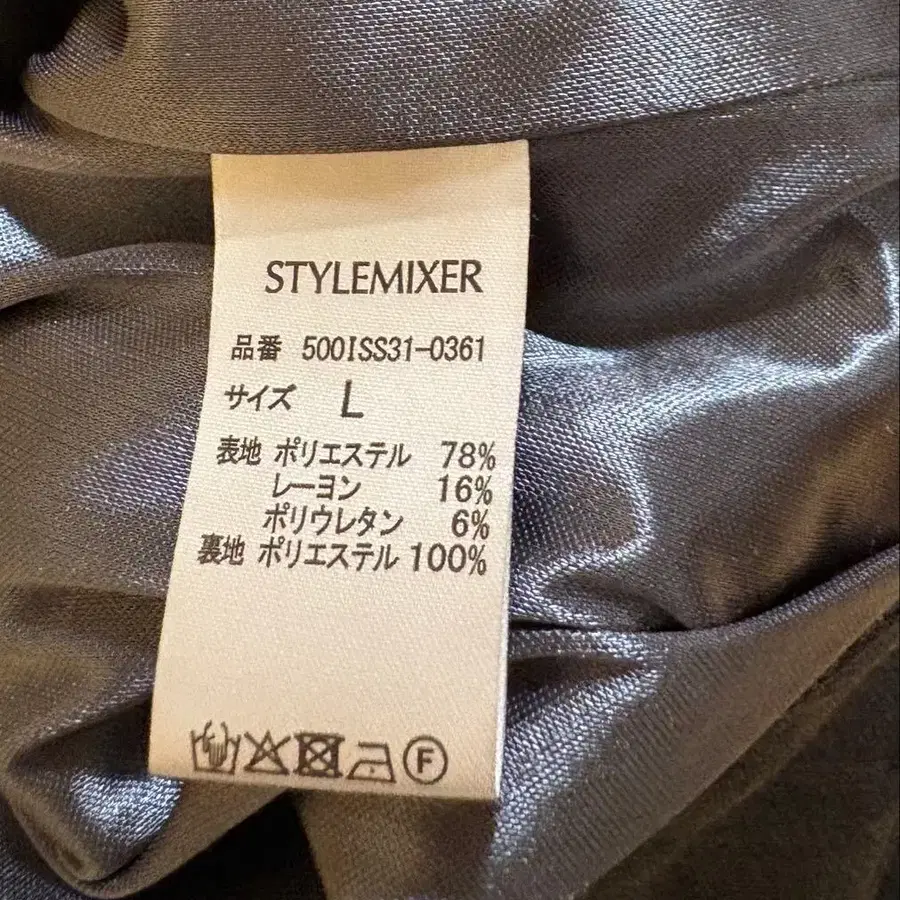 STYLEMIXER
品番 500ISS31-0361
サイズ L
表地 ポリエステル 78%
レーヨン 16%
ポリウレタン 6%
裏地 ポリエステル 100%
F